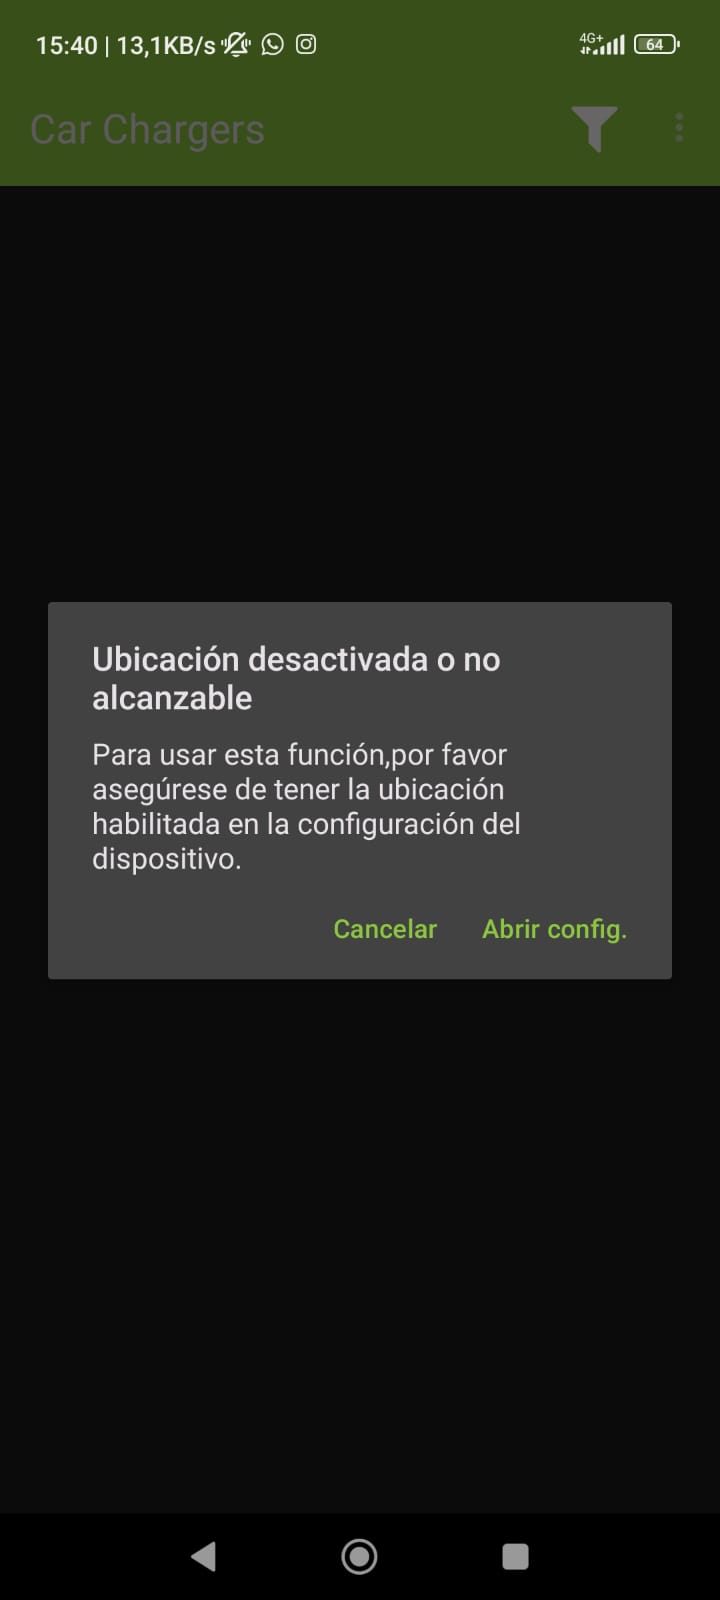 15:40 | 13,1KB/s 4G+ 64
Car Chargers
Ubicación desactivada o no
alcanzable
Para usar esta función,por favor
asegúrese de tener la ubicación
habilitada en la configuración del
dispositivo.
Cancelar Abrir config.